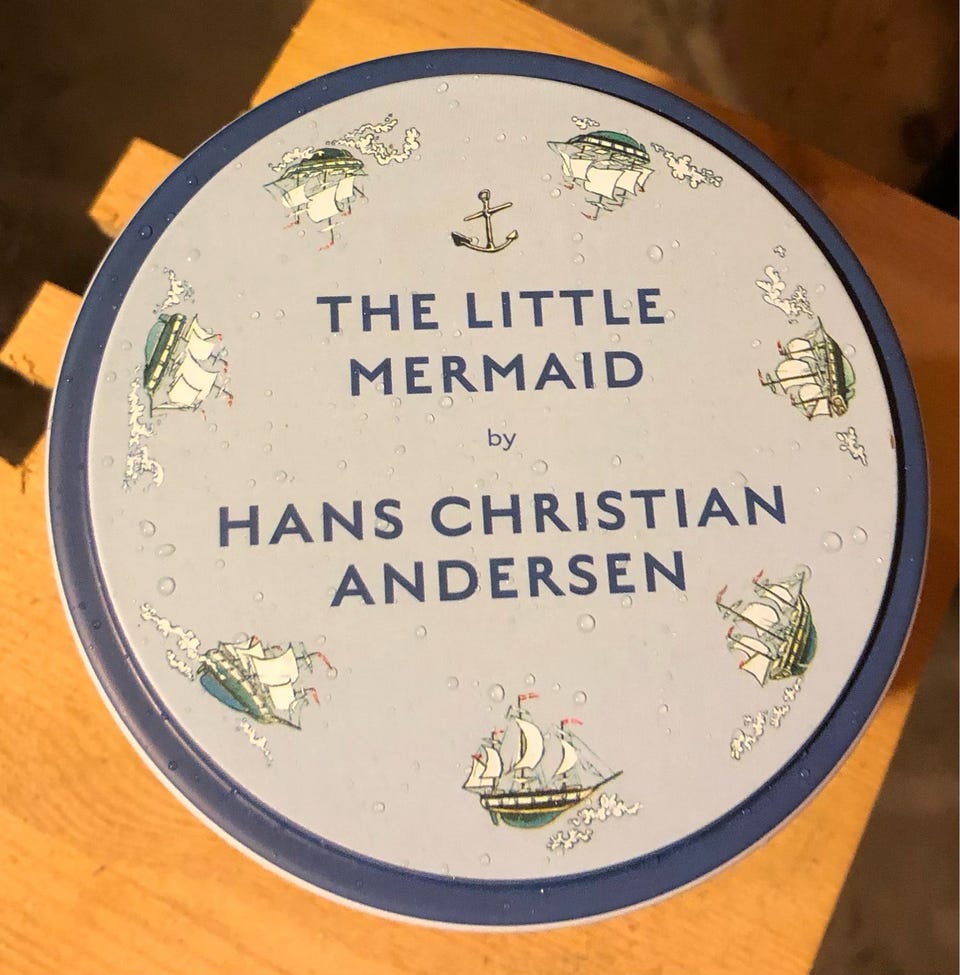 THE LITTLE
MERMAID
by
HANS CHRISTIAN
ANDERSEN